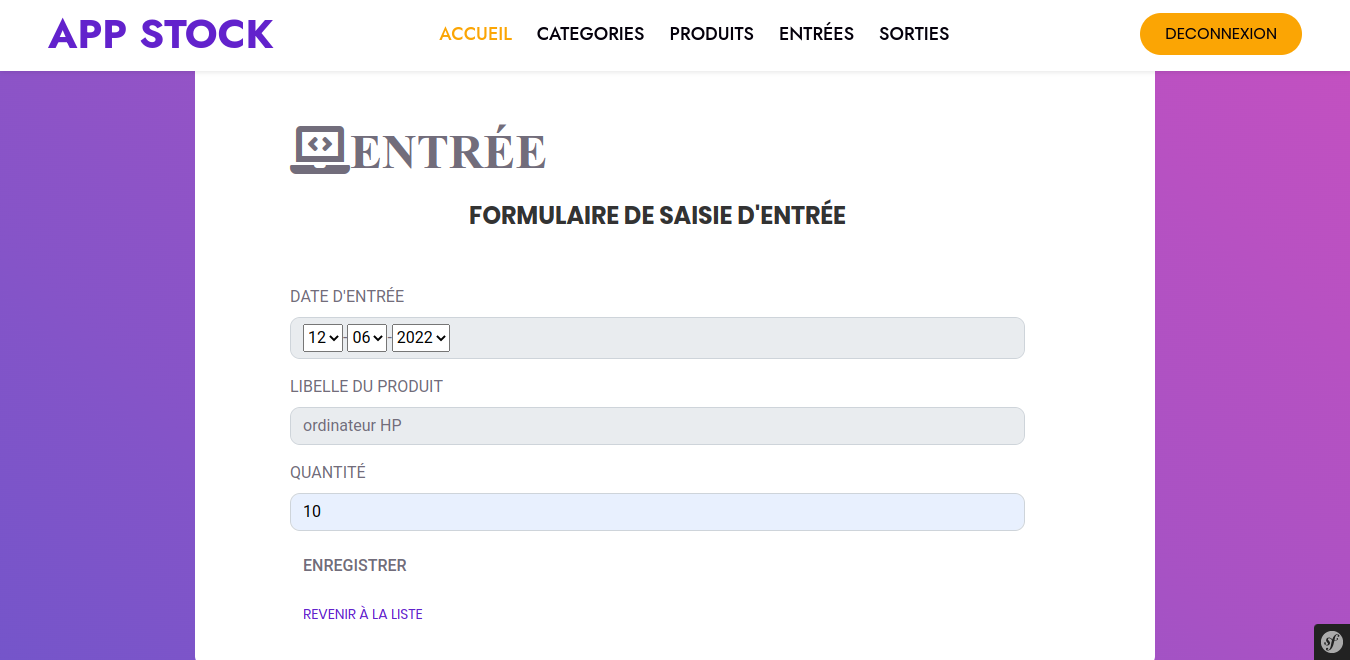 APP STOCK ACCUEIL CATEGORIES PRODUITS ENTRÉES SORTIES DECONNEXION
ENTRÉE
FORMULAIRE DE SAISIE D'ENTRÉE
DATE D'ENTRÉE
12-06-2022
LIBELLE DU PRODUIT
ordinateur HP
QUANTITÉ
10
ENREGISTRER
REVENIR À LA LISTE
sf